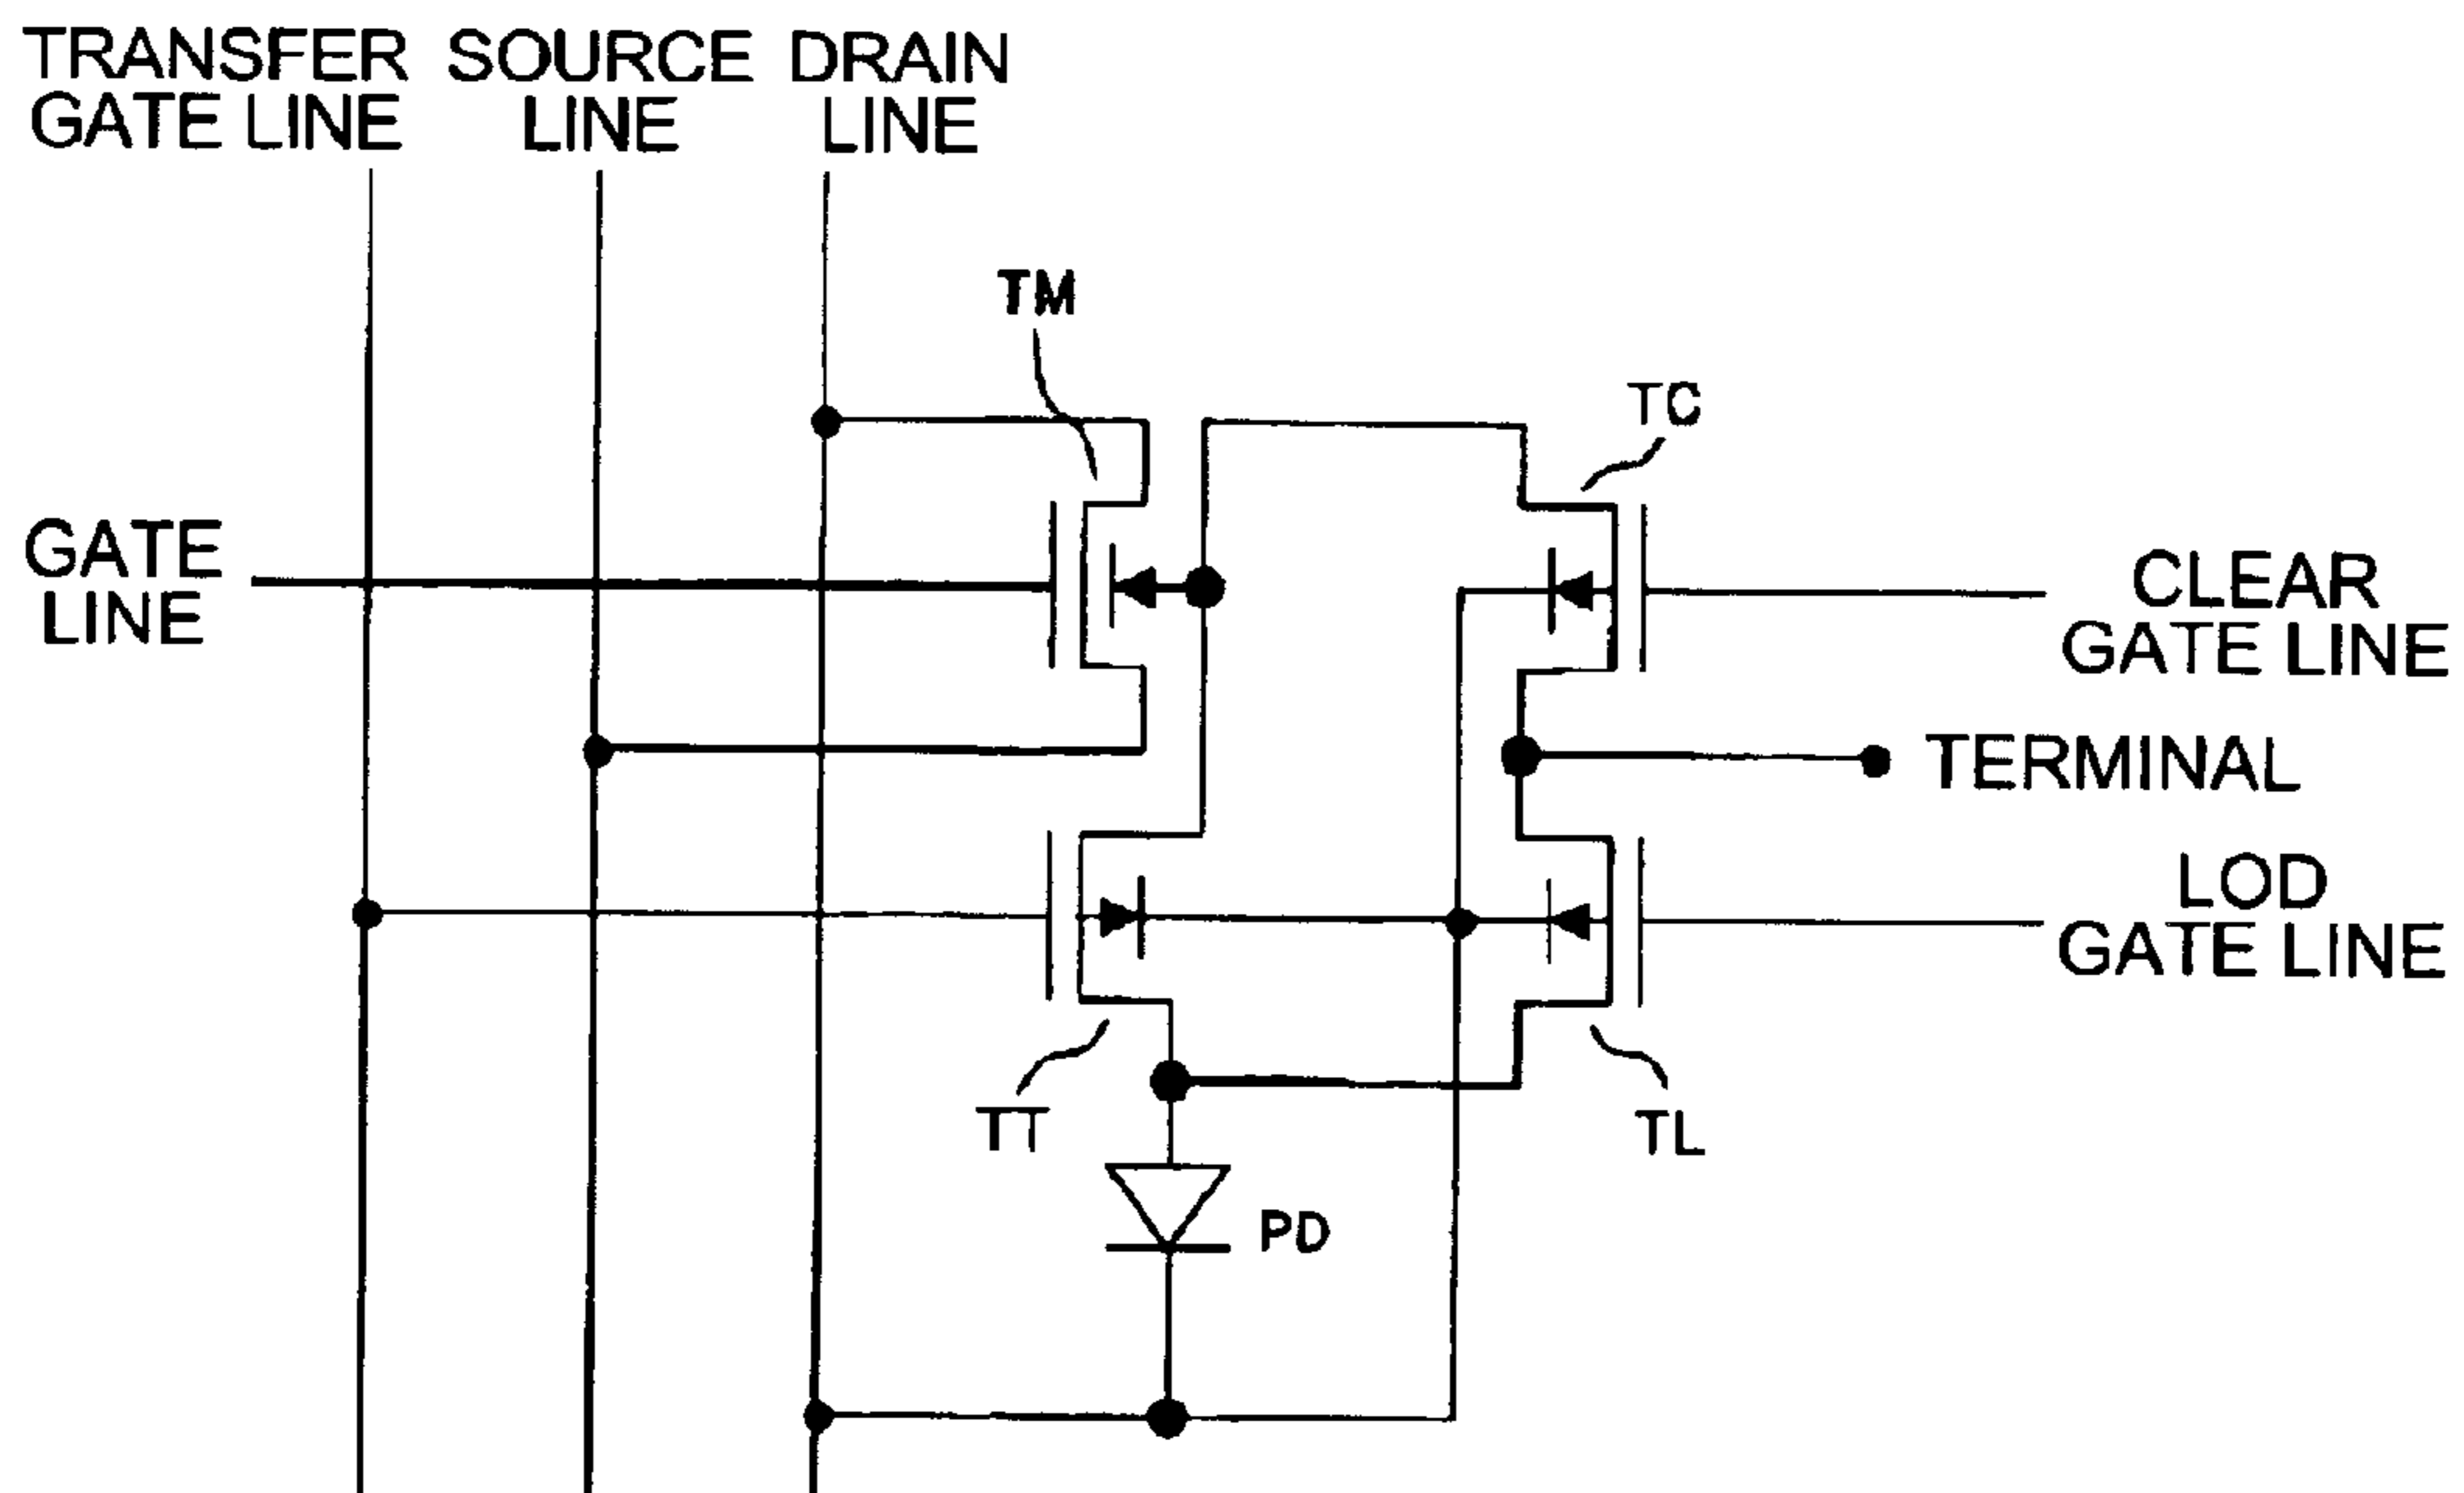 TRANSFER
GATE LINE
SOURCE
LINE
DRAIN
LINE
TM
TC
GATE
LINE
CLEAR
GATE LINE
TERMINAL
LOD
GATE LINE
TT
TL
PD